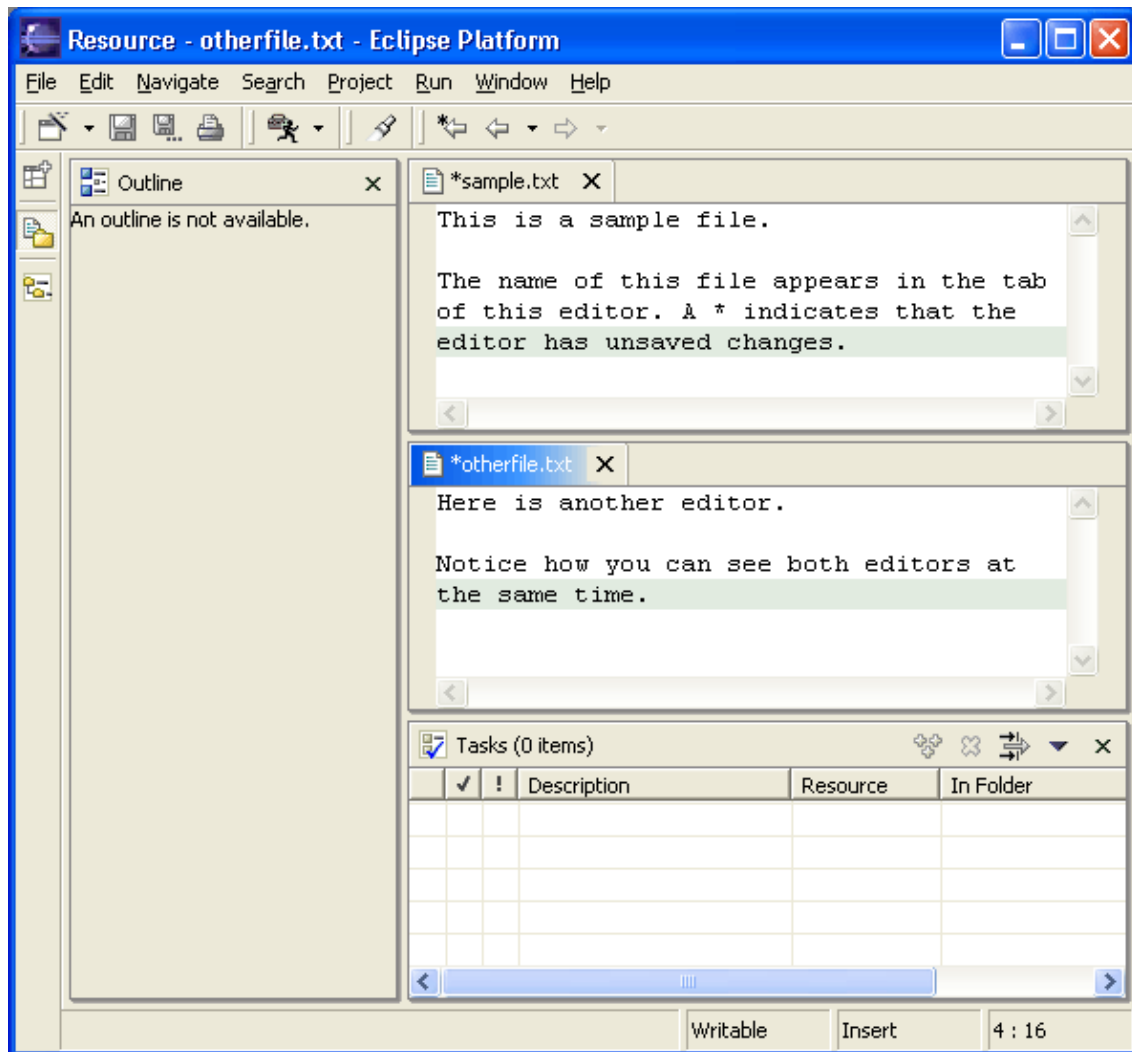 Resource - otherfile.txt - Eclipse Platform
File Edit Navigate Search Project Run Window Help
Outline
An outline is not available.
*sample.txt
This is a sample file.
The name of this file appears in the tab
of this editor. A * indicates that the
editor has unsaved changes.
*otherfile.txt
Here is another editor.
Notice how you can see both editors at
the same time.
Tasks (0 items)
! Description Resource In Folder
Writable Insert 4 : 16